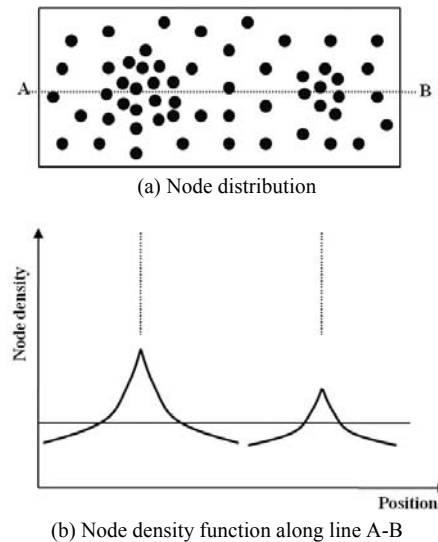 A
B
(a) Node distribution
Node density
Position
(b) Node density function along line A-B